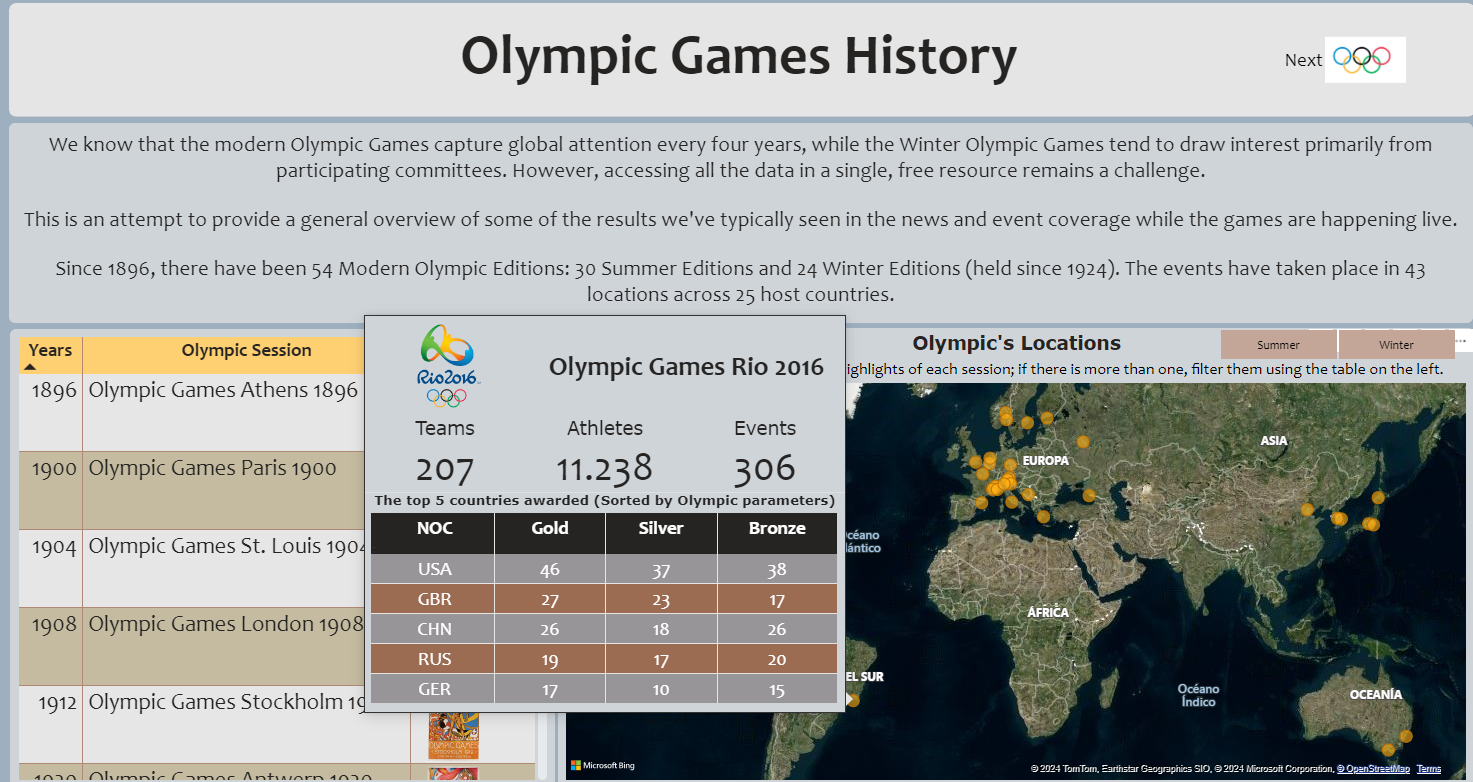 Olympic Games History
Next
We know that the modern Olympic Games capture global attention every four years, while the Winter Olympic Games tend to draw interest primarily from
participating committees. However, accessing all the data in a single, free resource remains a challenge.
This is an attempt to provide a general overview of some of the results we've typically seen in the news and event coverage while the games are happening live.
Since 1896, there have been 54 Modern Olympic Editions: 30 Summer Editions and 24 Winter Editions (held since 1924). The events have taken place in 43
locations across 25 host countries.
Years Olympic Session
1896 Olympic Games Athens 1896
1900 Olympic Games Paris 1900
1904 Olympic Games St. Louis 1904
1908 Olympic Games London 1908
1912 Olympic Games Stockholm 19
OLYMPIC GAMES
1920 Olympic Games Antwerp 1920
Rio2016
Olympic Games Rio 2016
Teams Athletes Events
207 11.238 306
The top 5 countries awarded (Sorted by Olympic parameters)
NOC Gold Silver Bronze
USA 46 37 38
GBR 27 23 17
CHN 26 18 26
RUS 19 17 20
GER 17 10 15
Olympic's Locations
Summer Winter
ighlights of each session; if there is more than one, filter them using the table on the left.
ASIA
EUROPA
céano
lántico
ÁFRICA
EL SUR
Océano
Índico
OCEANÍA
Microsoft Bing
© 2024 TomTom, Earthstar Geographics SIO, © 2024 Microsoft Corporation, © OpenStreetMap Terms